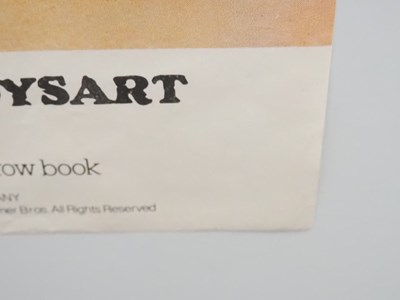 YSART
row book
ANY
ner Bros. All Rights Reserved